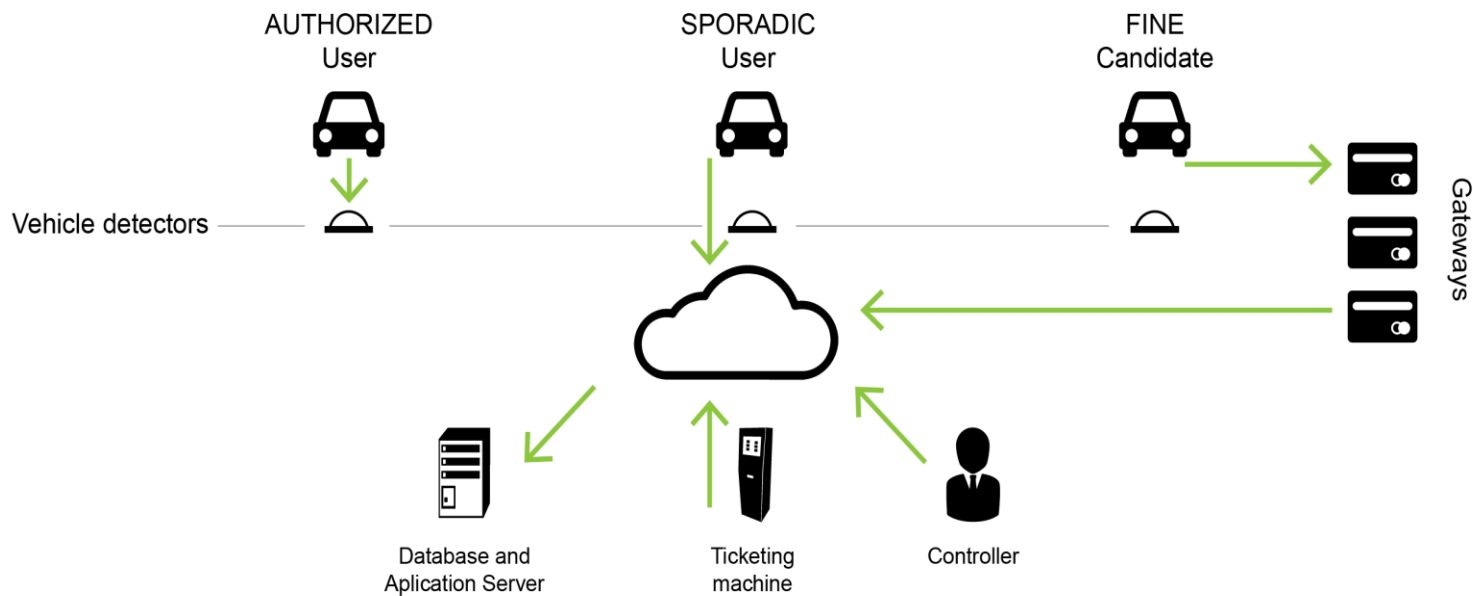 AUTHORIZED
User
SPORADIC
User
FINE
Candidate
Vehicle detectors
Gateways
Database and
Aplication Server
Ticketing
machine
Controller